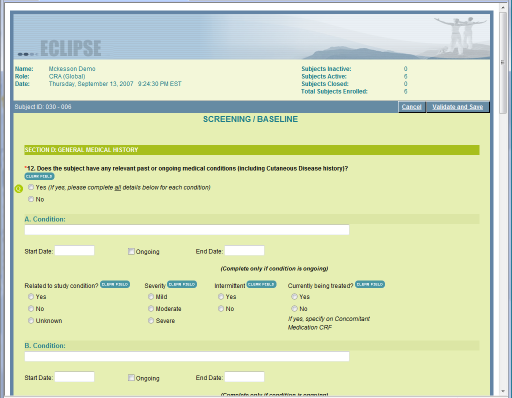 ECLIPSE
Name: Mckesson Demo Subjects Inactive: 0
Role: CRA (Global) Subjects Active: 6
Date: Thursday, September 13, 2007 9:24:30 PM EST Subjects Closed: 0
Total Subjects Enrolled: 6
Subject ID: 030 - 006 Cancel Validate and Save
SCREENING / BASELINE
SECTION D: GENERAL MEDICAL HISTORY
*12. Does the subject have any relevant past or ongoing medical conditions (including Cutaneous Disease history)?
CLEAR FIELD
Yes (If yes, please complete all details below for each condition)
No
A. Condition:
Start Date: Ongoing End Date:
(Complete only if condition is ongoing)
Related to study condition? CLEAR FIELD Severity CLEAR FIELD Intermittent CLEAR FIELD Currently being treated? CLEAR FIELD
Yes Mild Yes Yes
No Moderate No No
Unknown Severe If yes, specify on Concomitant
Medication CRF
B. Condition:
Start Date: Ongoing End Date:
(Complete only if condition is ongoing)